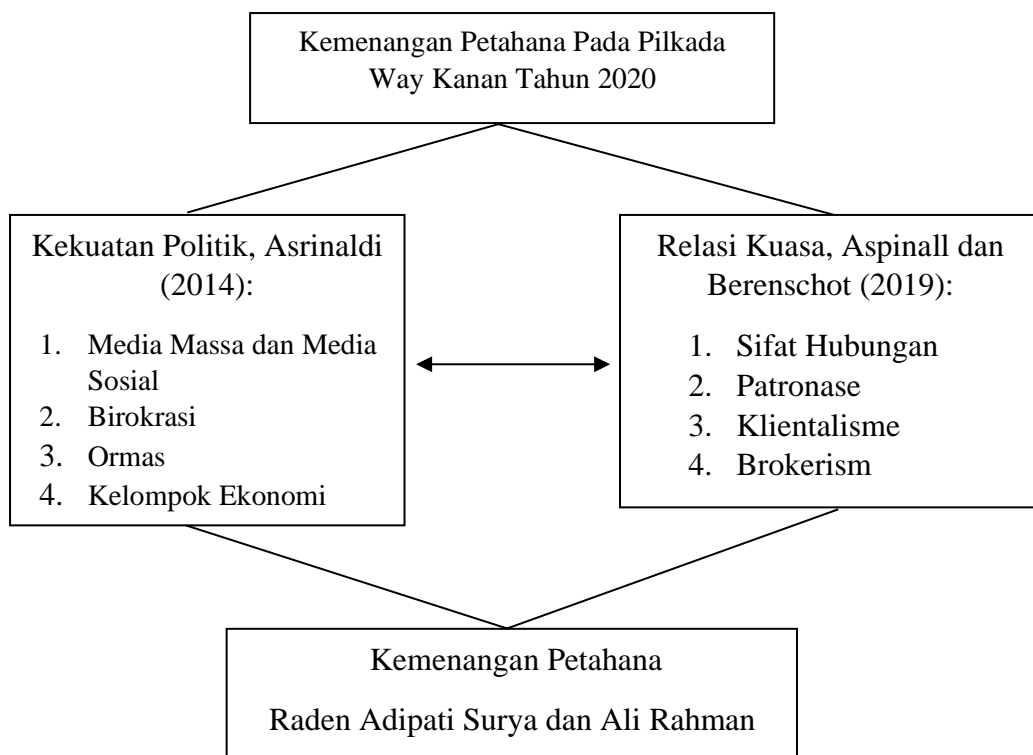 Kemenangan Petahana Pada Pilkada
Way Kanan Tahun 2020
Kekuatan Politik, Asrinaldi
(2014):
1. Media Massa dan Media
Sosial
2. Birokrasi
3. Ormas
4. Kelompok Ekonomi
Relasi Kuasa, Aspinall dan
Berenschot (2019):
1. Sifat Hubungan
2. Patronase
3. Klientalisme
4. Brokerism
Kemenangan Petahana
Raden Adipati Surya dan Ali Rahman